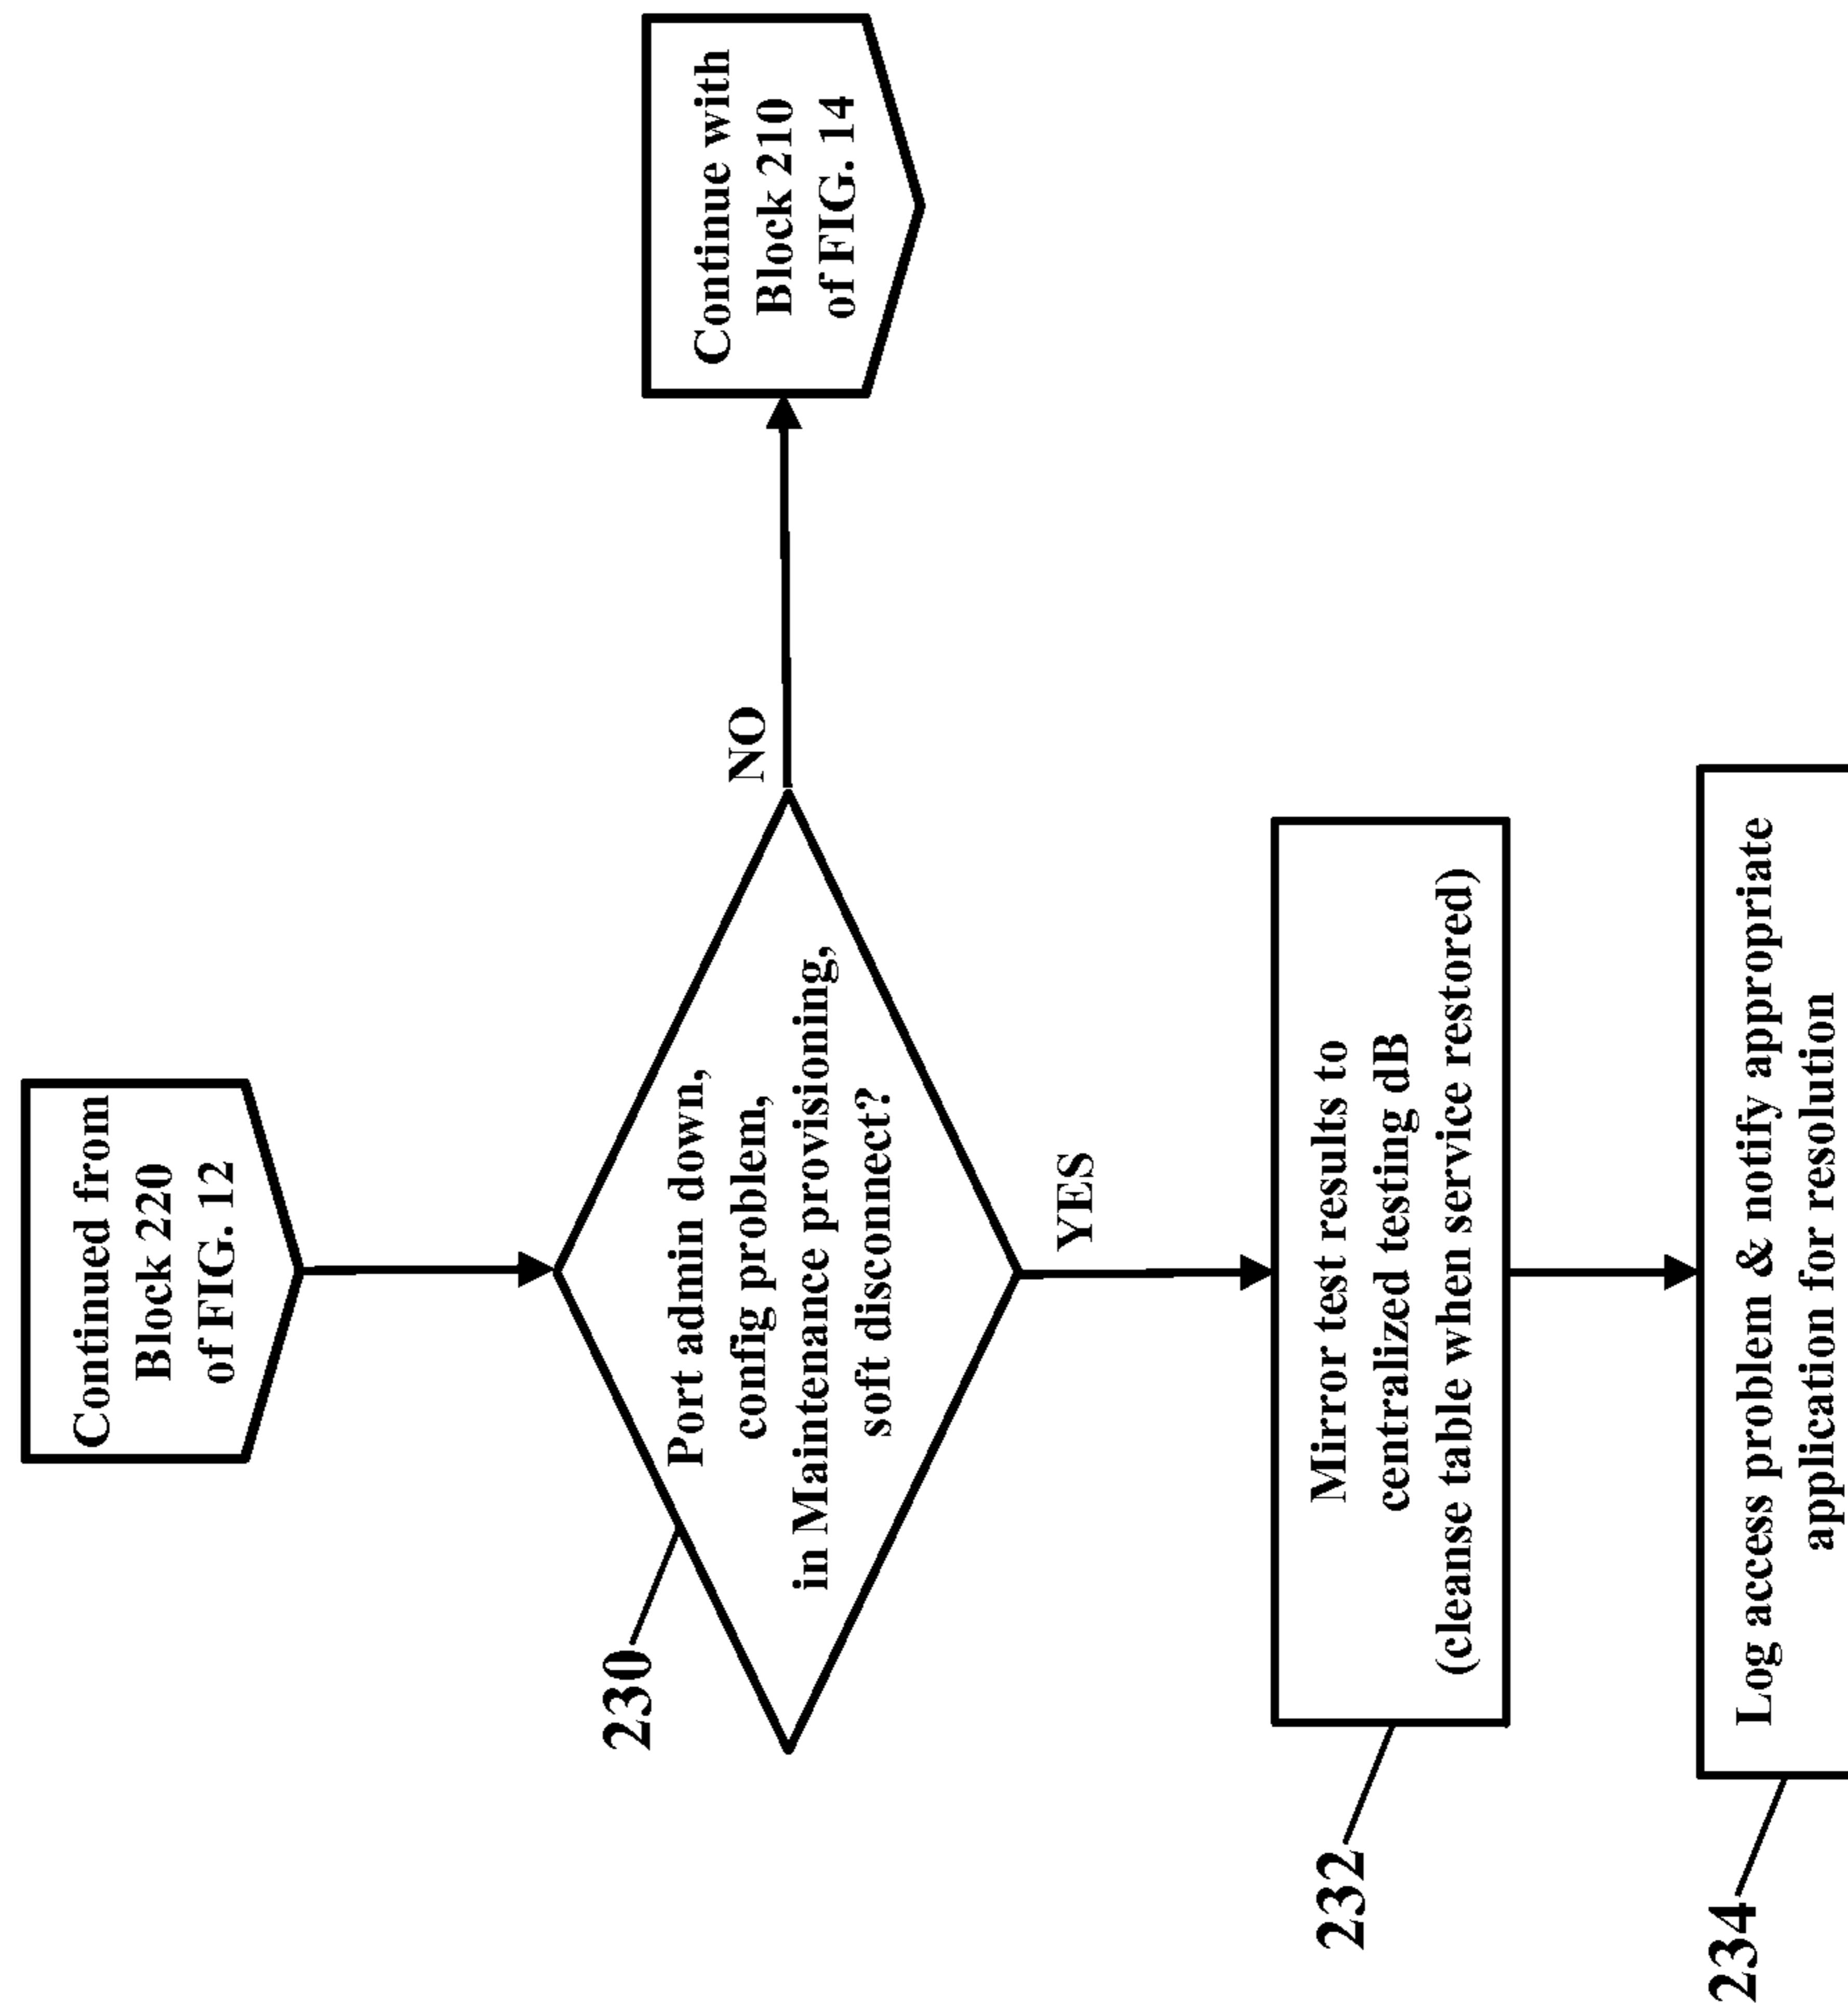 Continued from
Block 220
of FIG. 12
230
Port admin down,
config problem,
in Maintenance provisioning,
soft disconnect?
NO
Continue with
Block 210
of FIG. 14
YES
232
Mirror test results to
centralized testing dB
(cleanse table when service restored)
234
Log access problem & notify appropriate
application for resolution